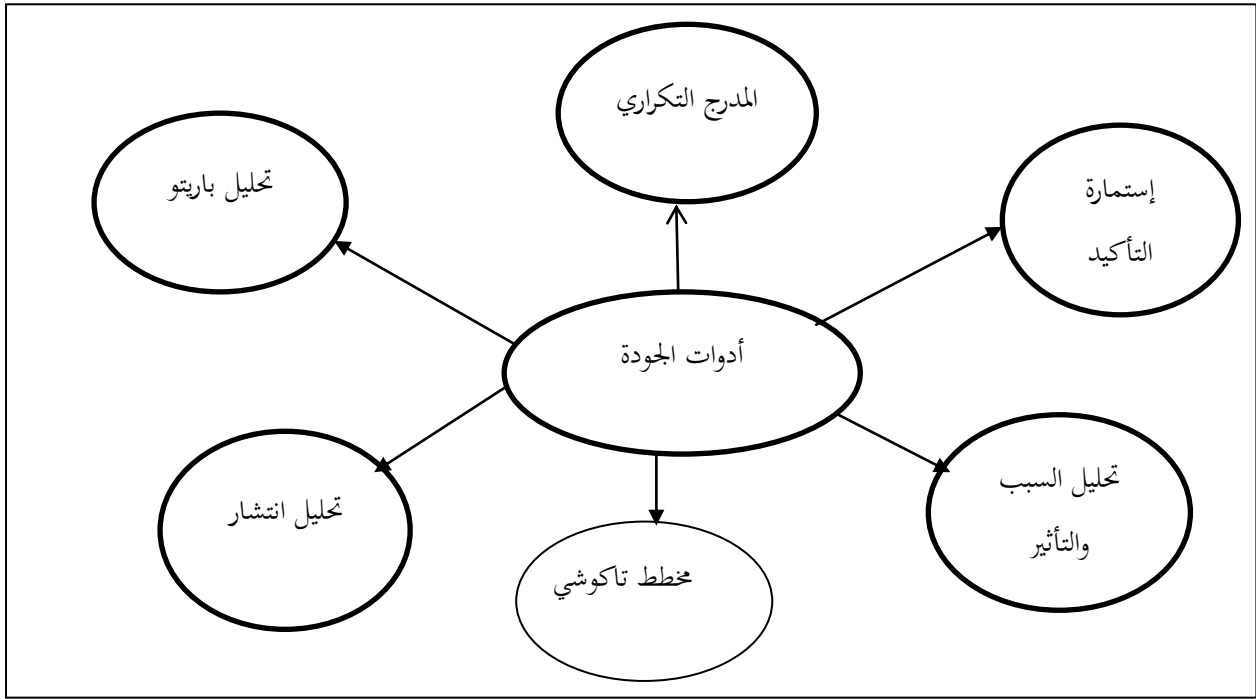 المدرج التكراري
إستمارة
التأكيد
تحليل باريتو
أدوات الجودة
تحليل السبب
والتأثير
تحليل انتشار
مخطط تاكوشي